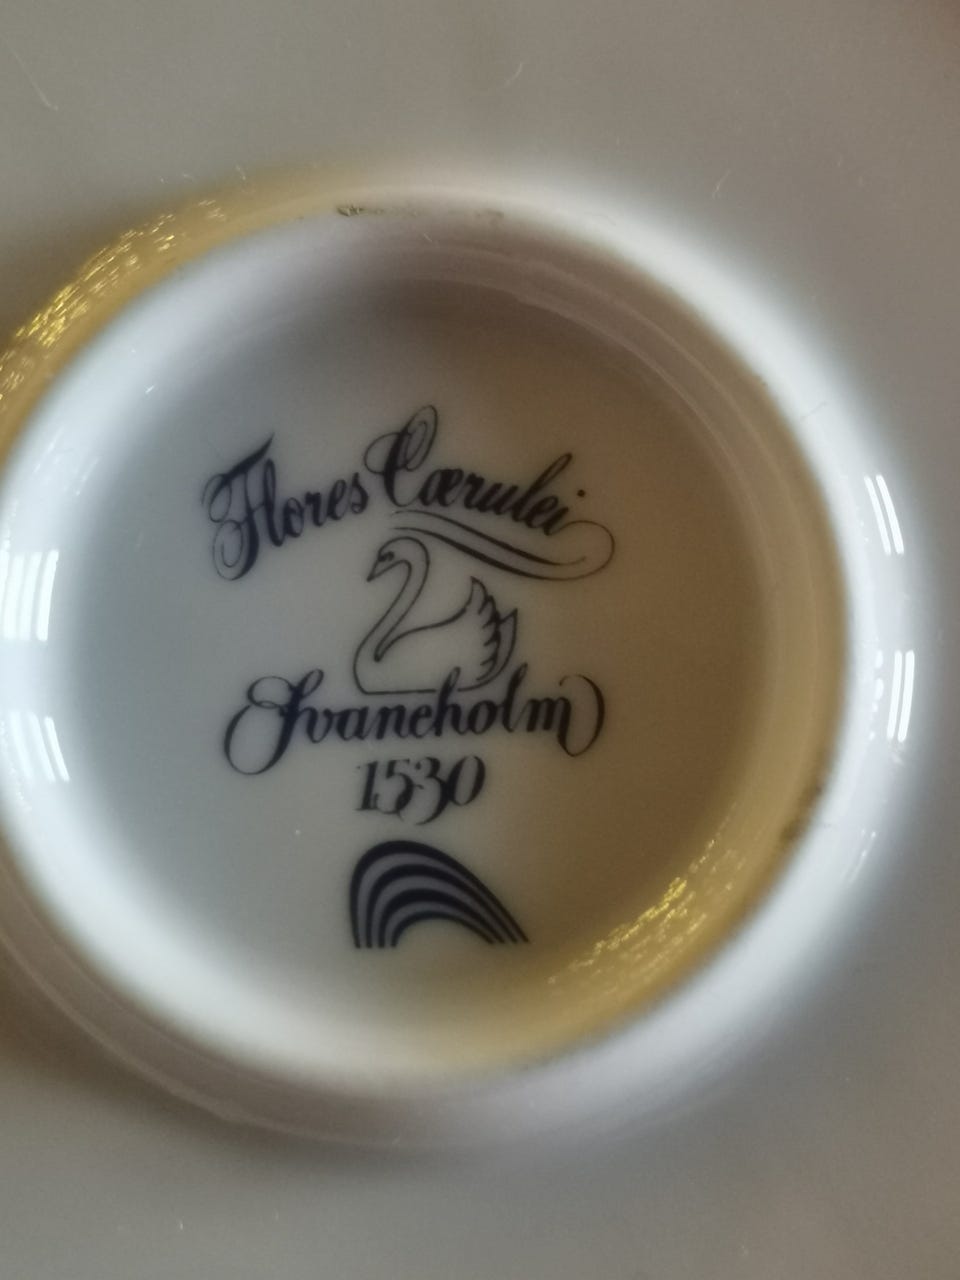 Flores Cærulei
Svaneholm
1530